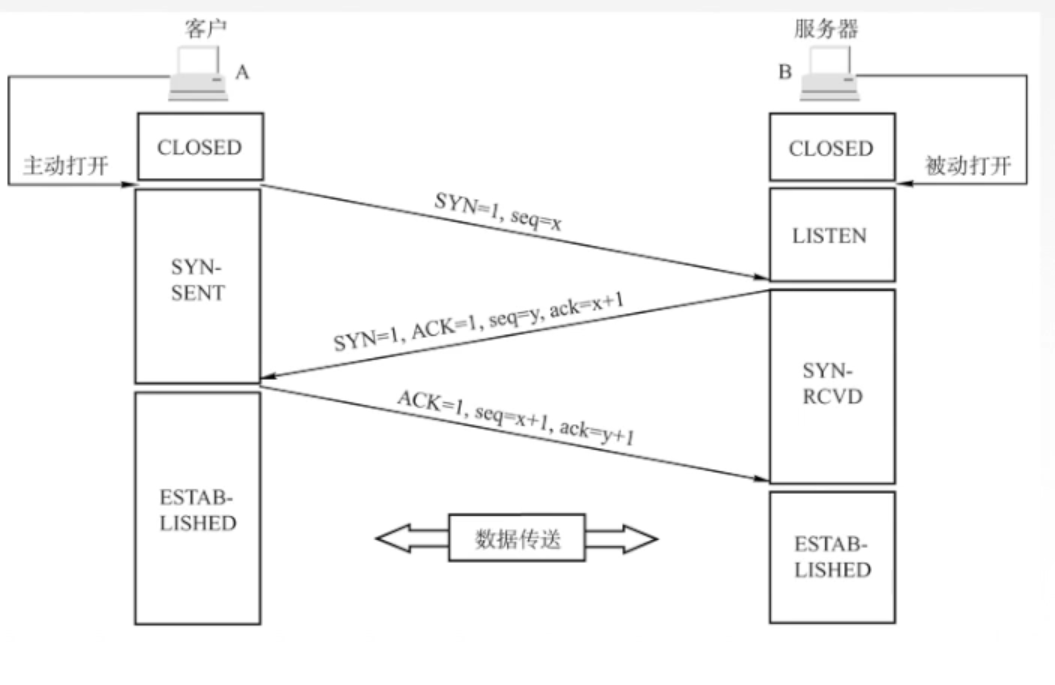 客户
服务器
A
B
CLOSED
CLOSED
主动打开
被动打开
SYN=1, seq=x
LISTEN
SYN-
SENT
SYN=1, ACK=1, seq=y, ack=x+1
SYN-
RCVD
ACK=1, seq=x+1, ack=y+1
ESTAB-
LISHED
数据传送
ESTAB-
LISHED